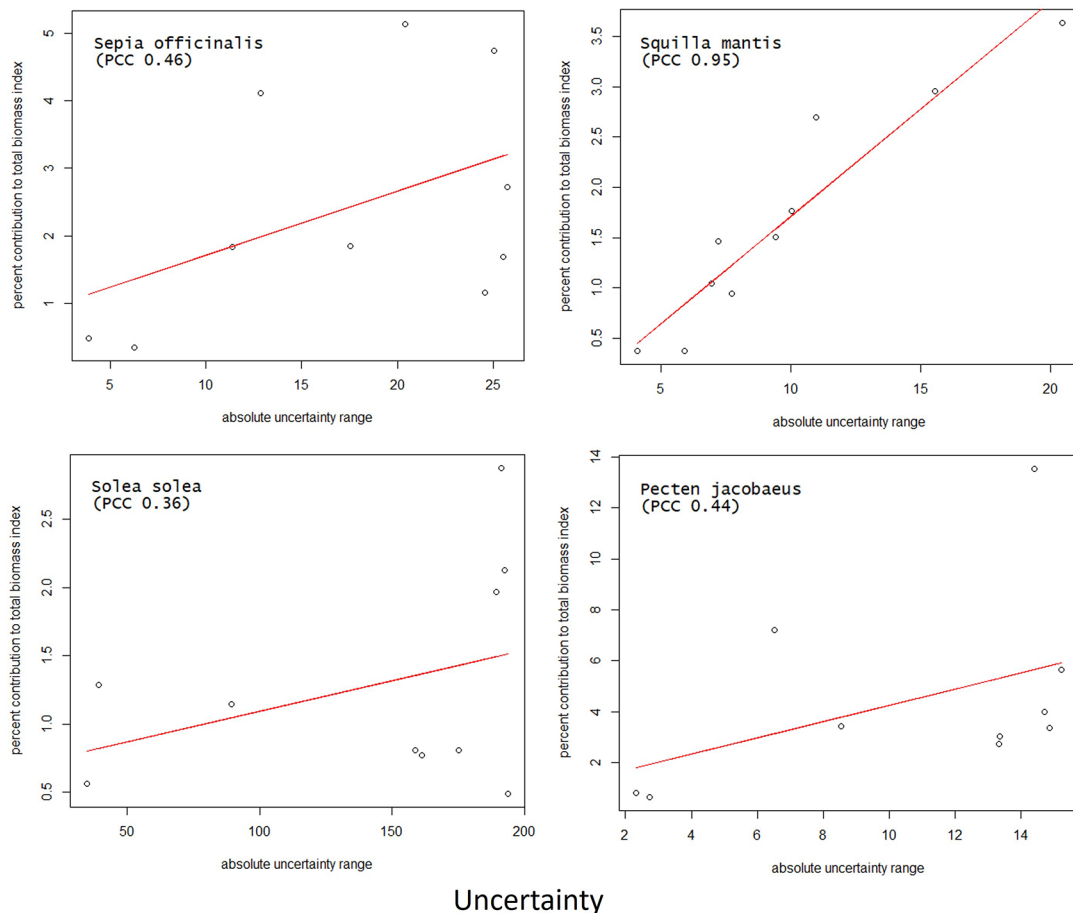 Sepia officinalis
(PCC 0.46)
percent contribution to total biomass index
5
4
3
2
1
5 10 15 20 25
absolute uncertainty range
Squilla mantis
(PCC 0.95)
percent contribution to total biomass index
3.5
3.0
2.5
2.0
1.5
1.0
0.5
5 10 15 20
absolute uncertainty range
Solea solea
(PCC 0.36)
percent contribution to total biomass index
2.5
2.0
1.5
1.0
0.5
50 100 150 200
absolute uncertainty range
Pecten jacobaeus
(PCC 0.44)
percent contribution to total biomass index
14
12
10
8
6
4
2
2 4 6 8 10 12 14
absolute uncertainty range
Uncertainty